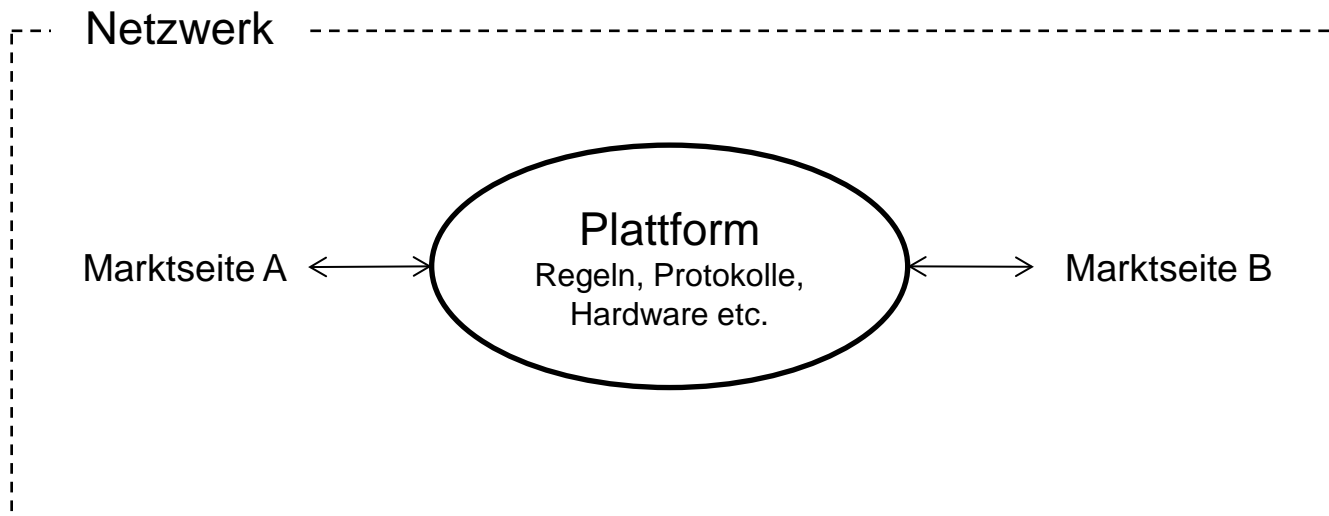 Netzwerk
Plattform
Regeln, Protokolle,
Hardware etc.
Marktseite A
Marktseite B